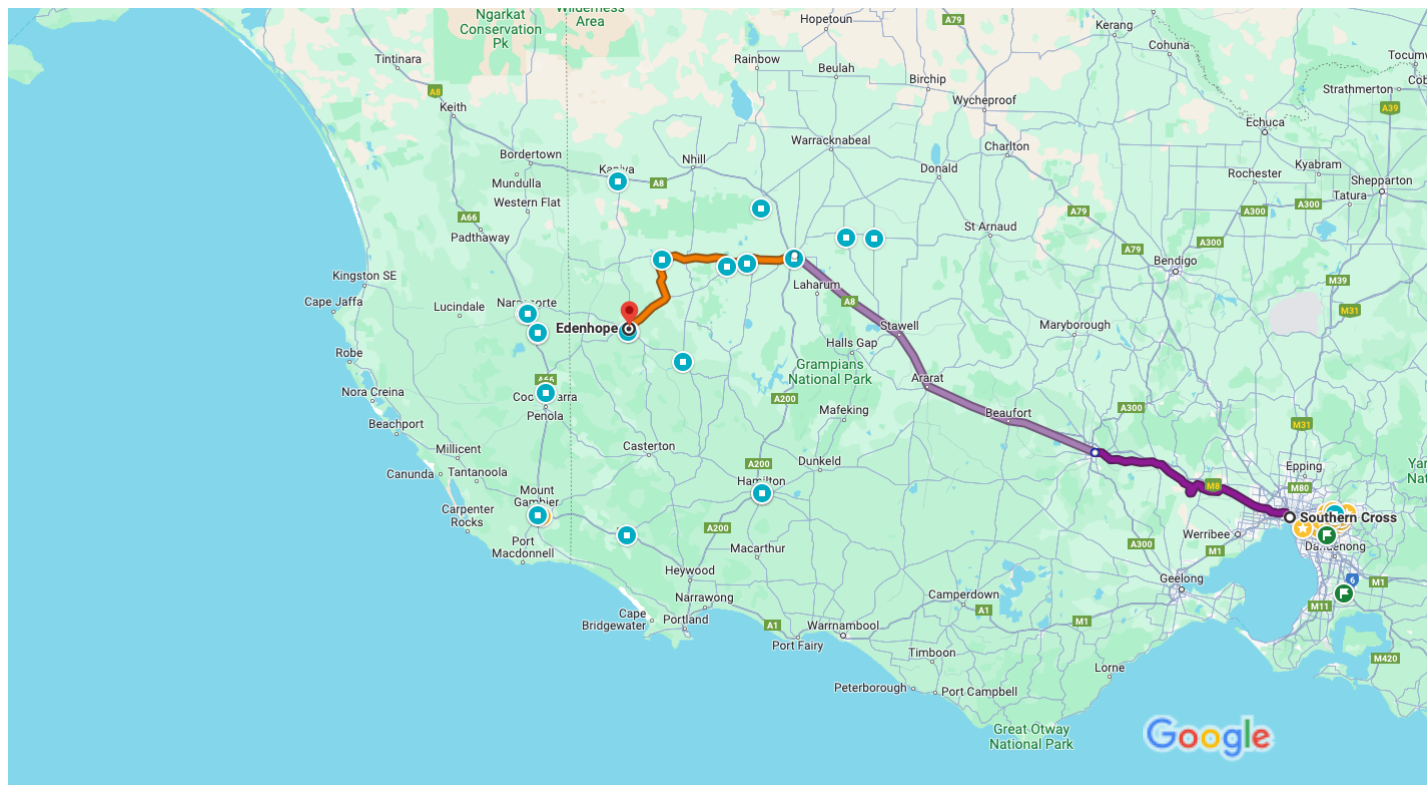 Ngarkat
Conservation
Pk
Wilderness
Area
Hopetoun
A79
Kerang
Cohuna
Tintinara
Rainbow
Beulah
Birchip
Tocumw
Strathmerton
A8
Keith
Wycheproof
A39
Echuca
Warracknabeal
Charlton
Bordertown
Nhill
Donald
Kyabram
Rochester
Shepparton
Mundulla
Kaniva
A8
A300
Tatura
Western Flat
A66
A79
St Arnaud
A300
Padthaway
A79
A300
Bendigo
Kingston SE
Laharum
M39
Cape Jaffa
Lucindale
A8
M31
Edenhope
Stawell
Maryborough
Robe
Halls Gap
Grampians
National Park
A66
Ararat
Nora Creina
A200
Penola
Mafeking
Beaufort
A300
Beachport
M31
Millicent
Casterton
Canunda
Tantanoola
A200
Dunkeld
Epping
Hamilton
M8
M80
Mount
Gambier
Carpenter
Rocks
Southern Cross
A200
Werribee
Port
Macdonnell
Macarthur
A300
M1
Dandenong
Heywood
Geelong
6
M1
Camperdown
Narrawong
A1
M11
Cape
Bridgewater
Portland
A1
Warrnambool
M1
Port Fairy
Timboon
M420
Lorne
Peterborough
Port Campbell
Great Otway
National Park
Google